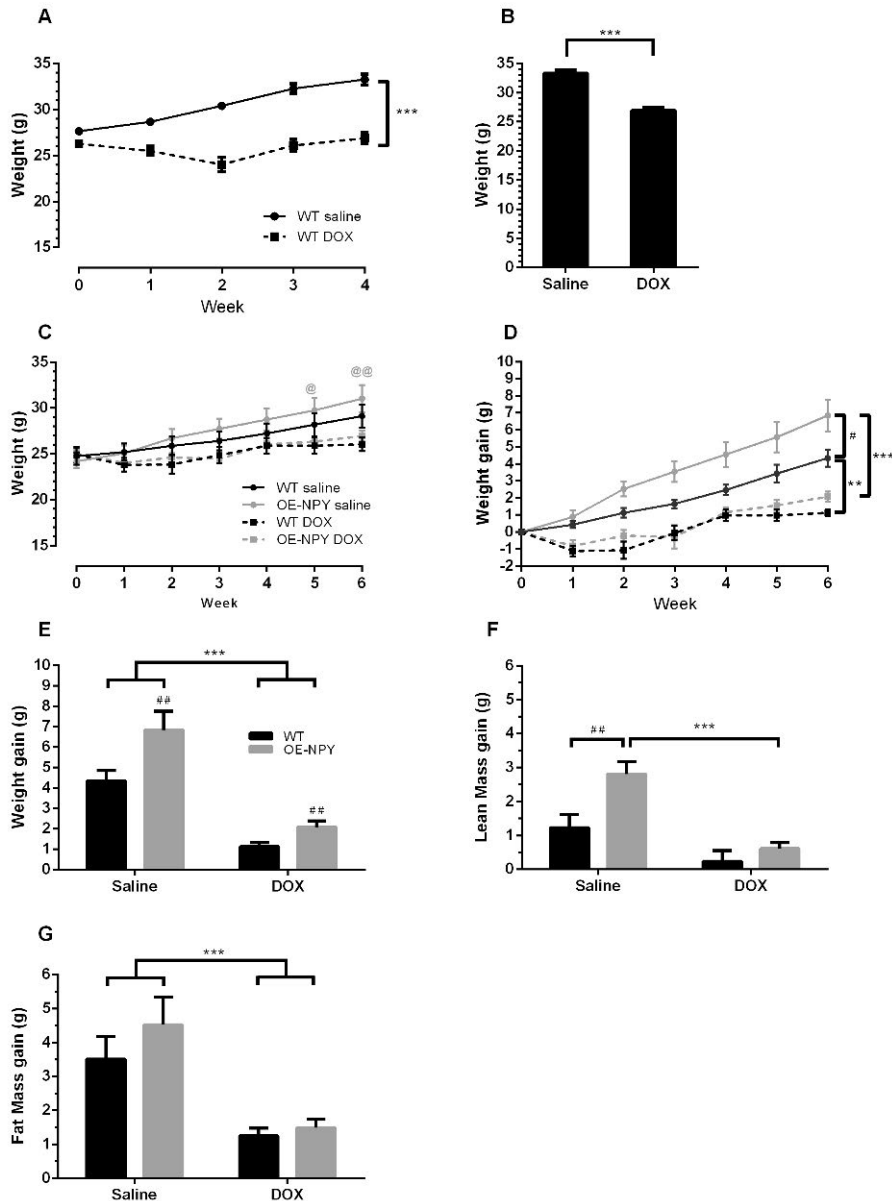 A
35
30
25
20
15
Weight (g)
***
WT saline
WT DOX
0 1 2 3 4
Week
B
***
35
30
25
20
15
10
5
0
Weight (g)
Saline DOX
C
35
30
25
20
15
Weight (g)
@ @@
WT saline
OE-NPY saline
WT DOX
OE-NPY DOX
0 1 2 3 4 5 6
Week
D
10
9
8
7
6
5
4
3
2
1
0
-1
-2
Weight gain (g)
#
***
**
0 1 2 3 4 5 6
Week
E
***
10
9
8
7
6
5
4
3
2
1
0
Weight gain (g)
##
WT
OE-NPY
##
Saline DOX
F
6
5
4
3
2
1
0
Lean Mass gain (g)
## ***
Saline DOX
G
***
6
5
4
3
2
1
0
Fat Mass gain (g)
Saline DOX